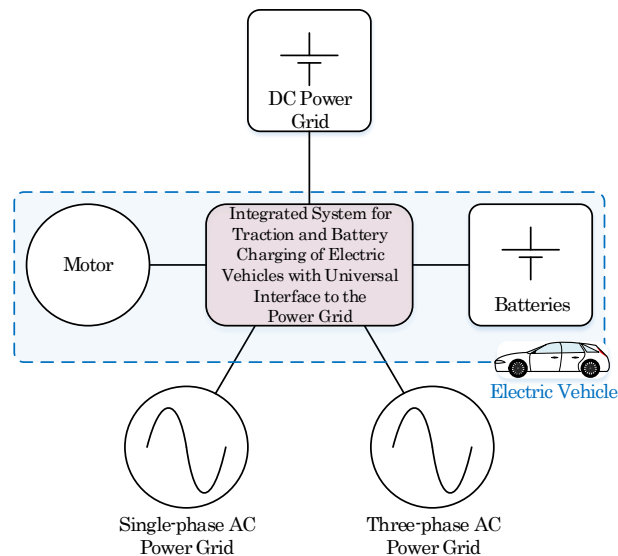 DC Power
Grid
Integrated System for
Traction and Battery
Charging of Electric
Vehicles with Universal
Interface to the
Power Grid
Motor
Batteries
Electric Vehicle
Single-phase AC
Power Grid
Three-phase AC
Power Grid